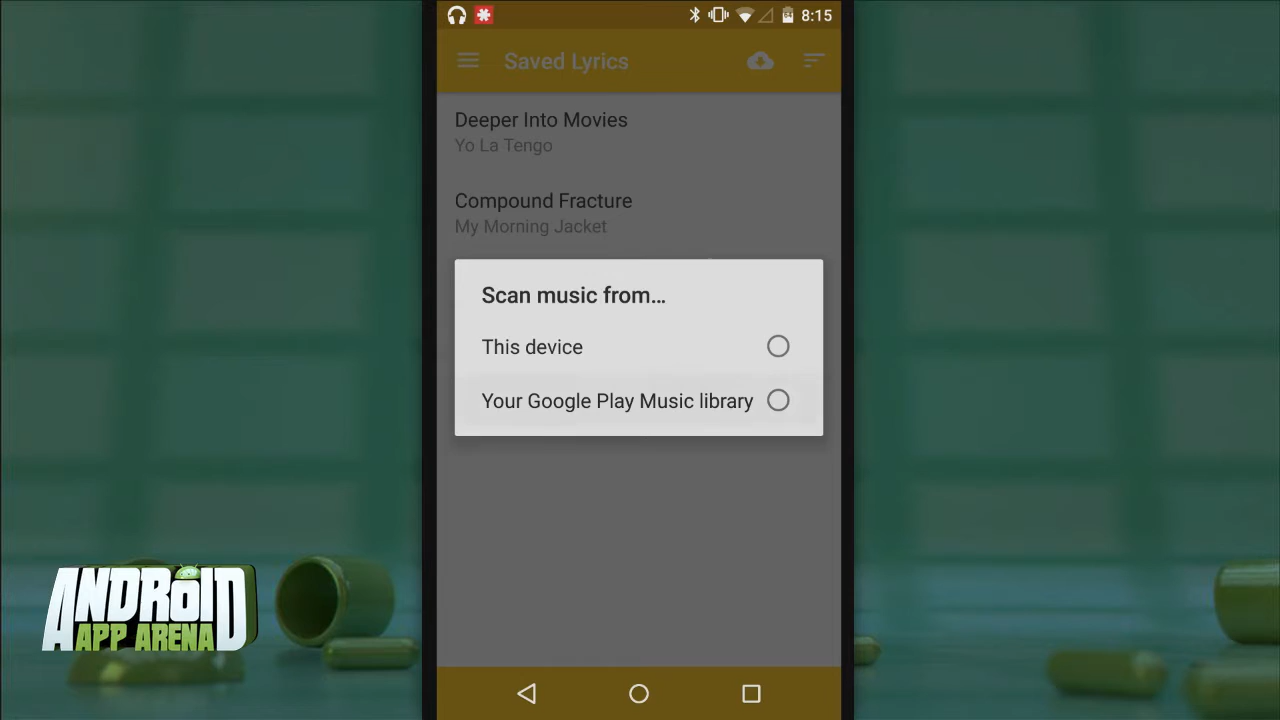 8:15
Saved Lyrics
Deeper Into Movies
Yo La Tengo
Compound Fracture
My Morning Jacket
Scan music from...
This device
Your Google Play Music library
ANDROID
APP ARENA